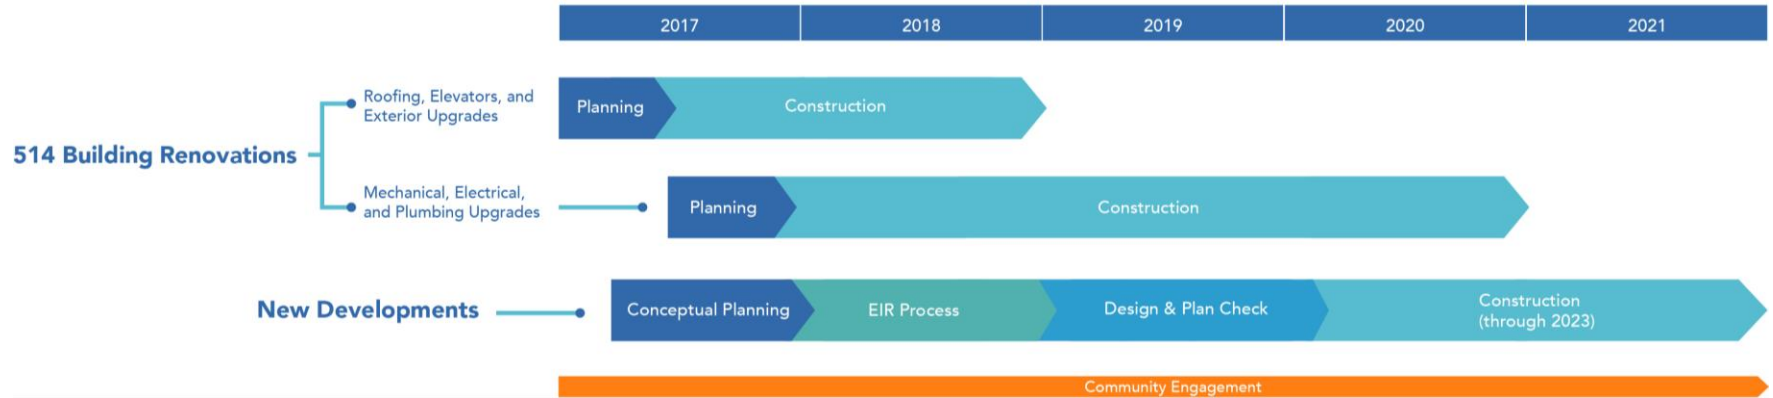 2017 2018 2019 2020 2021
Roofing, Elevators, and
Exterior Upgrades
Planning
Construction
514 Building Renovations
Mechanical, Electrical,
and Plumbing Upgrades
Planning
Construction
New Developments
Conceptual Planning
EIR Process
Design & Plan Check
Construction
(through 2023)
Community Engagement